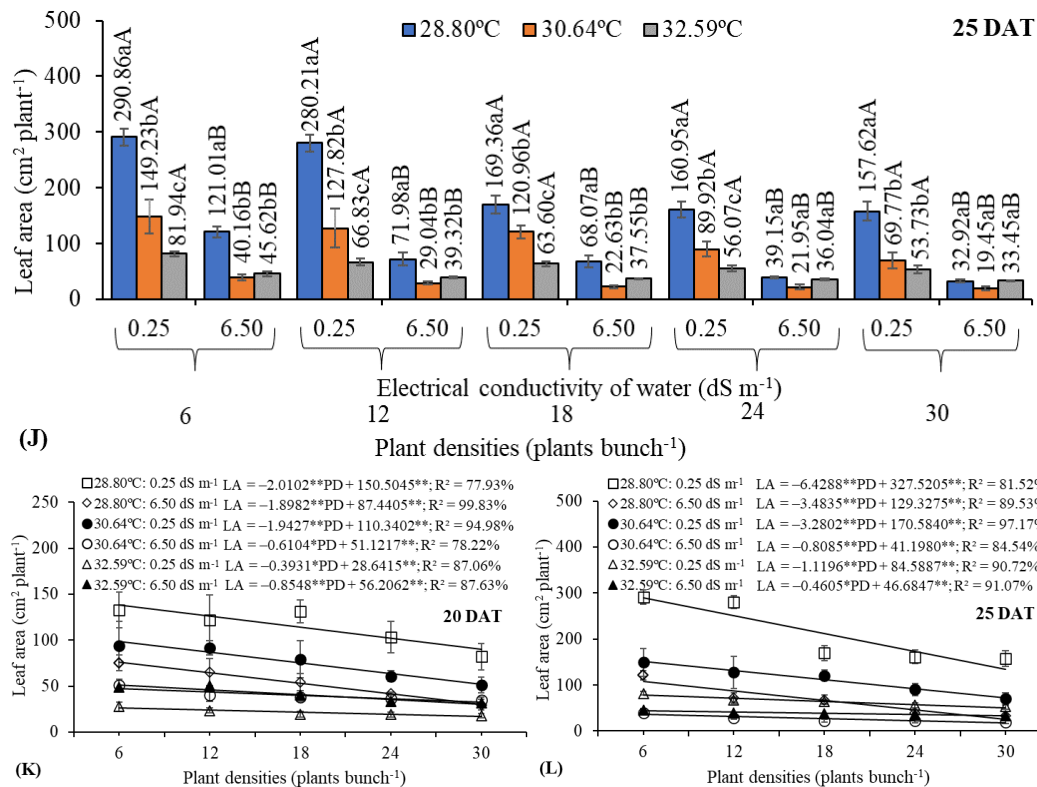 500
28.80ºC 30.64ºC 32.59ºC
25 DAT
400
300
200
100
0
Leaf area (cm² plant⁻¹)
290.86aA
149.23bA
81.94cA
121.01aB
40.16bB
45.62bB
280.21aA
127.82bA
66.83cA
71.98aB
29.04bB
39.32bB
169.36aA
120.96bA
63.60cA
68.07aB
22.63bB
37.55bB
160.95aA
89.92bA
56.07cA
39.15aB
21.95aB
36.04aB
157.62aA
69.77bA
53.73bA
32.92aB
19.45aB
33.45aB
0.25 6.50 0.25 6.50 0.25 6.50 0.25 6.50 0.25 6.50
Electrical conductivity of water (dS m⁻¹)
6 12 18 24 30
(J)
Plant densities (plants bunch⁻¹)
28.80ºC: 0.25 dS m⁻¹ LA = –2.0102**PD + 150.5045**; R² = 77.93%
28.80ºC: 6.50 dS m⁻¹ LA = –1.8982**PD + 87.4405**; R² = 99.83%
30.64ºC: 0.25 dS m⁻¹ LA = –1.9427**PD + 110.3402**; R² = 94.98%
30.64ºC: 6.50 dS m⁻¹ LA = –0.6104*PD + 51.1217**; R² = 78.22%
32.59ºC: 0.25 dS m⁻¹ LA = –0.3931*PD + 28.6415**; R² = 87.06%
32.59ºC: 6.50 dS m⁻¹ LA = –0.8548**PD + 56.2062**; R² = 87.63%
20 DAT
250
200
150
100
50
0
Leaf area (cm² plant⁻¹)
6 12 18 24 30
(K)
Plant densities (plants bunch⁻¹)
28.80ºC: 0.25 dS m⁻¹ LA = –6.4288**PD + 327.5205**; R² = 81.52%
28.80ºC: 6.50 dS m⁻¹ LA = –3.4835**PD + 129.3275**; R² = 89.53%
30.64ºC: 0.25 dS m⁻¹ LA = –3.2802**PD + 170.5840**; R² = 97.17%
30.64ºC: 6.50 dS m⁻¹ LA = –0.8085**PD + 41.1980**; R² = 84.54%
32.59ºC: 0.25 dS m⁻¹ LA = –1.1196**PD + 84.5887**; R² = 90.72%
32.59ºC: 6.50 dS m⁻¹ LA = –0.4605*PD + 46.6847**; R² = 91.07%
25 DAT
500
400
300
200
100
0
Leaf area (cm² plant⁻¹)
6 12 18 24 30
(L)
Plant densities (plants bunch⁻¹)